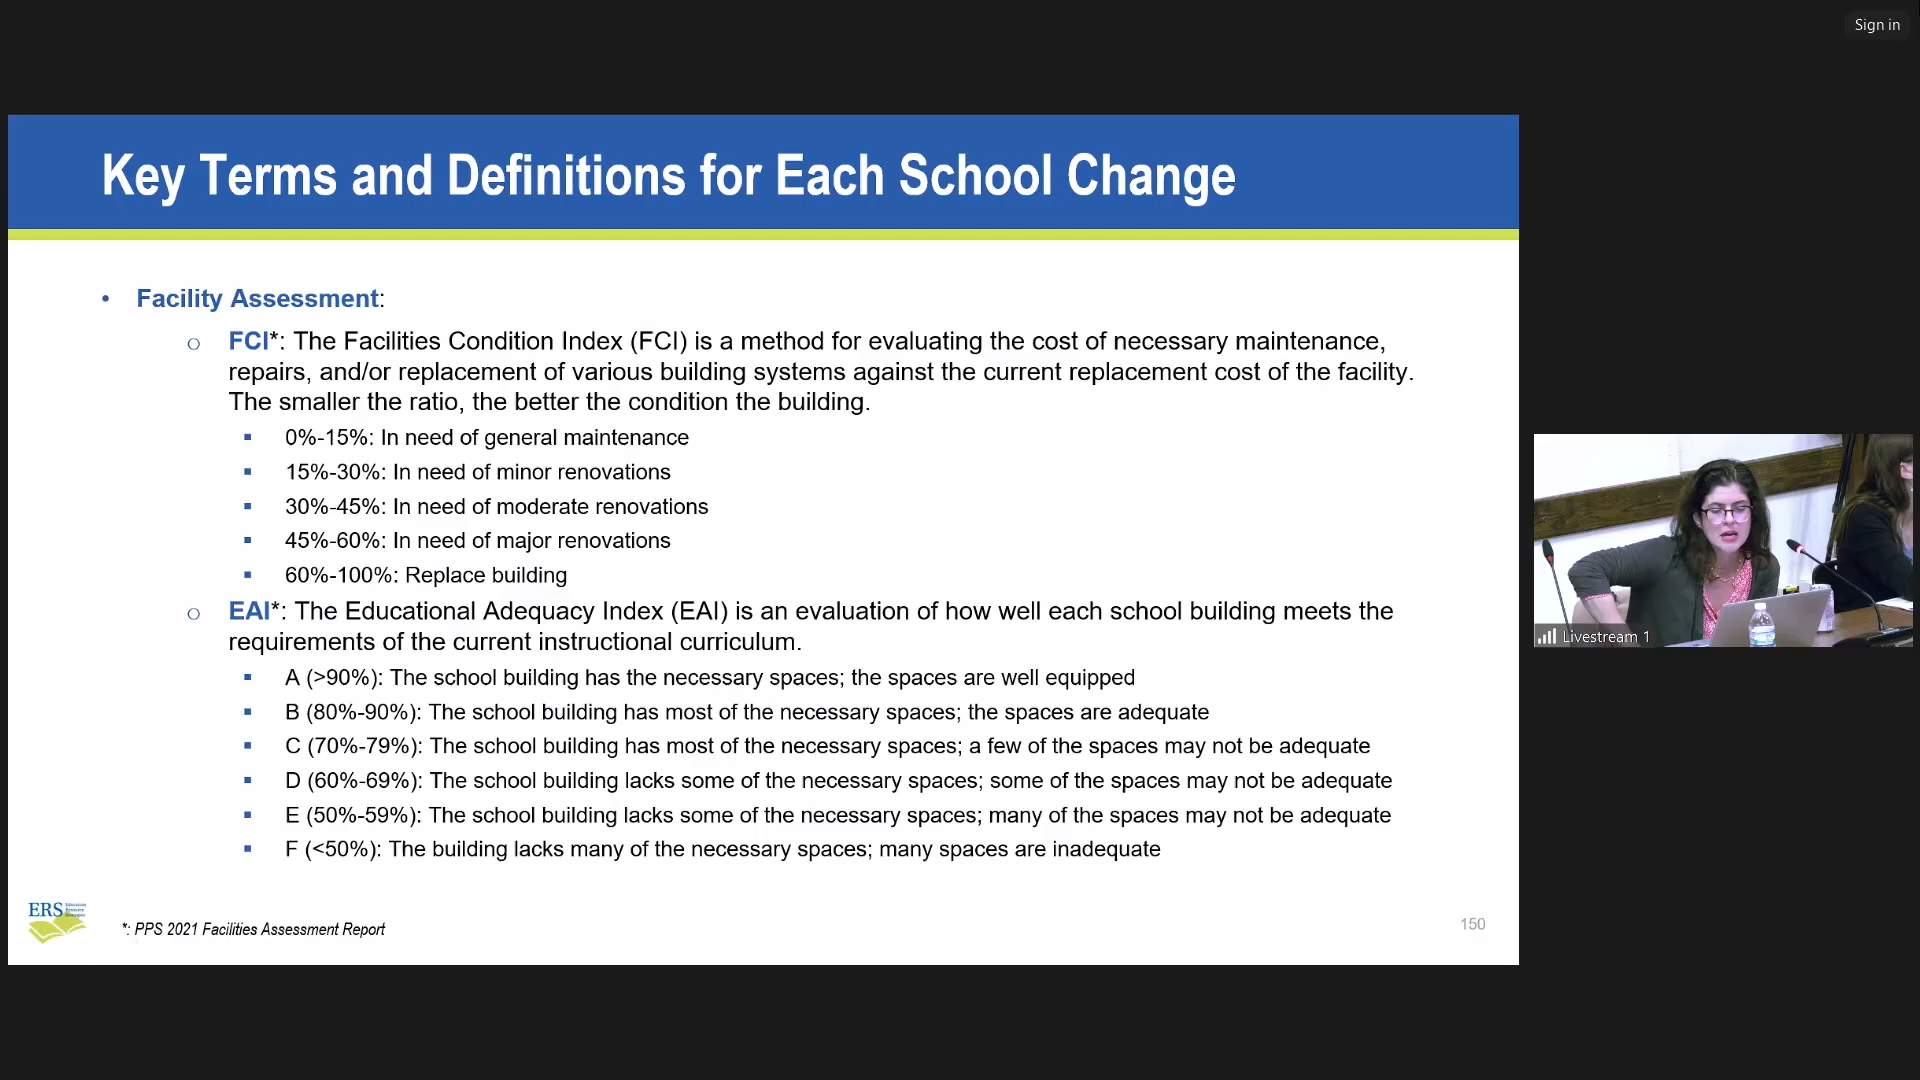 Sign in
Key Terms and Definitions for Each School Change
• Facility Assessment:
o FCI*: The Facilities Condition Index (FCI) is a method for evaluating the cost of necessary maintenance,
repairs, and/or replacement of various building systems against the current replacement cost of the facility.
The smaller the ratio, the better the condition the building.
▪ 0%-15%: In need of general maintenance
▪ 15%-30%: In need of minor renovations
▪ 30%-45%: In need of moderate renovations
▪ 45%-60%: In need of major renovations
▪ 60%-100%: Replace building
o EAI*: The Educational Adequacy Index (EAI) is an evaluation of how well each school building meets the
requirements of the current instructional curriculum.
▪ A (>90%): The school building has the necessary spaces; the spaces are well equipped
▪ B (80%-90%): The school building has most of the necessary spaces; the spaces are adequate
▪ C (70%-79%): The school building has most of the necessary spaces; a few of the spaces may not be adequate
▪ D (60%-69%): The school building lacks some of the necessary spaces; some of the spaces may not be adequate
▪ E (50%-59%): The school building lacks some of the necessary spaces; many of the spaces may not be adequate
▪ F (<50%): The building lacks many of the necessary spaces; many spaces are inadequate
ERS
*: PPS 2021 Facilities Assessment Report
150
Livestream 1